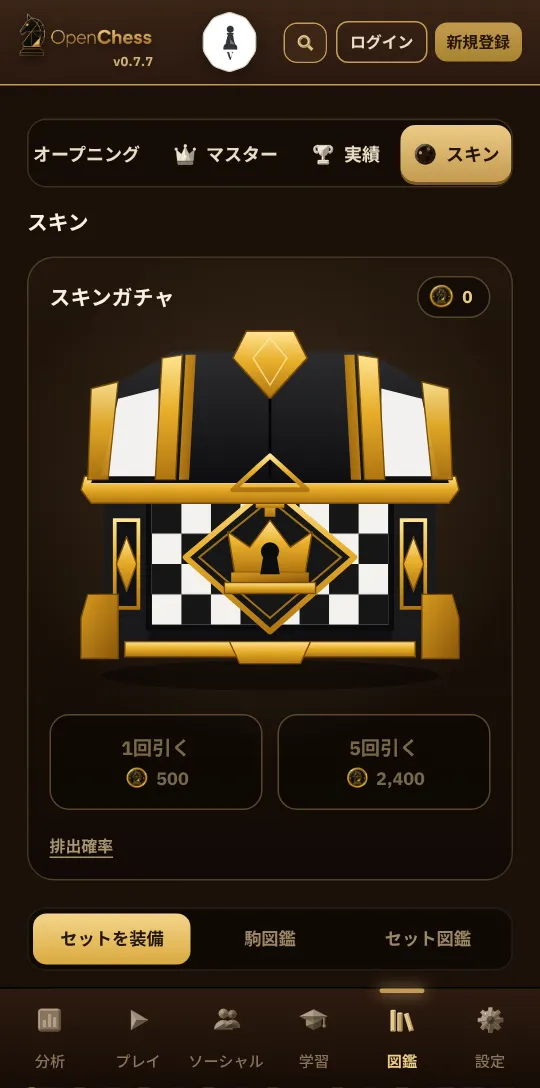 OpenChess
v0.7.7
V
ログイン
新規登録
オープニング
マスター
実績
スキン
スキン
スキンガチャ
0
1回引く
500
5回引く
2,400
排出確率
セットを装備
駒図鑑
セット図鑑
分析
プレイ
ソーシャル
学習
図鑑
設定